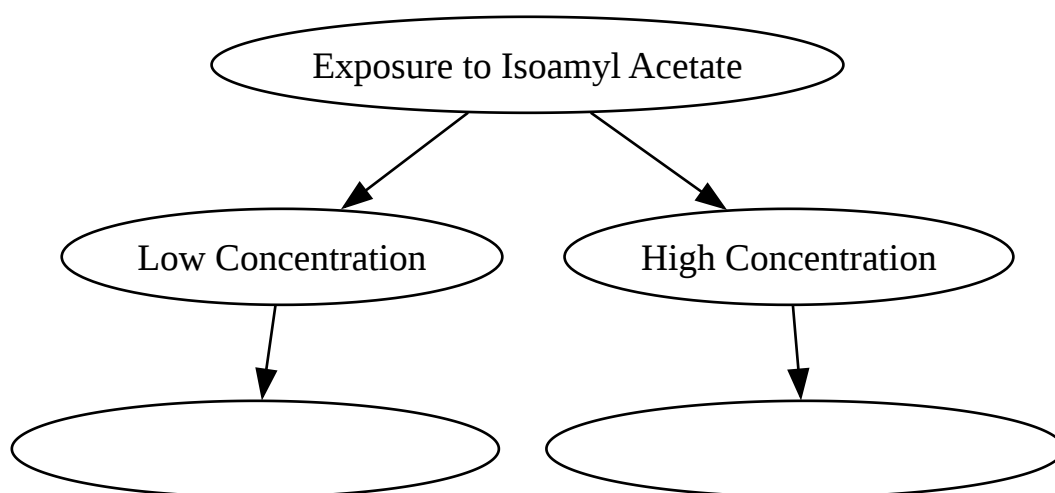 Exposure to Isoamyl Acetate
Low Concentration
High Concentration